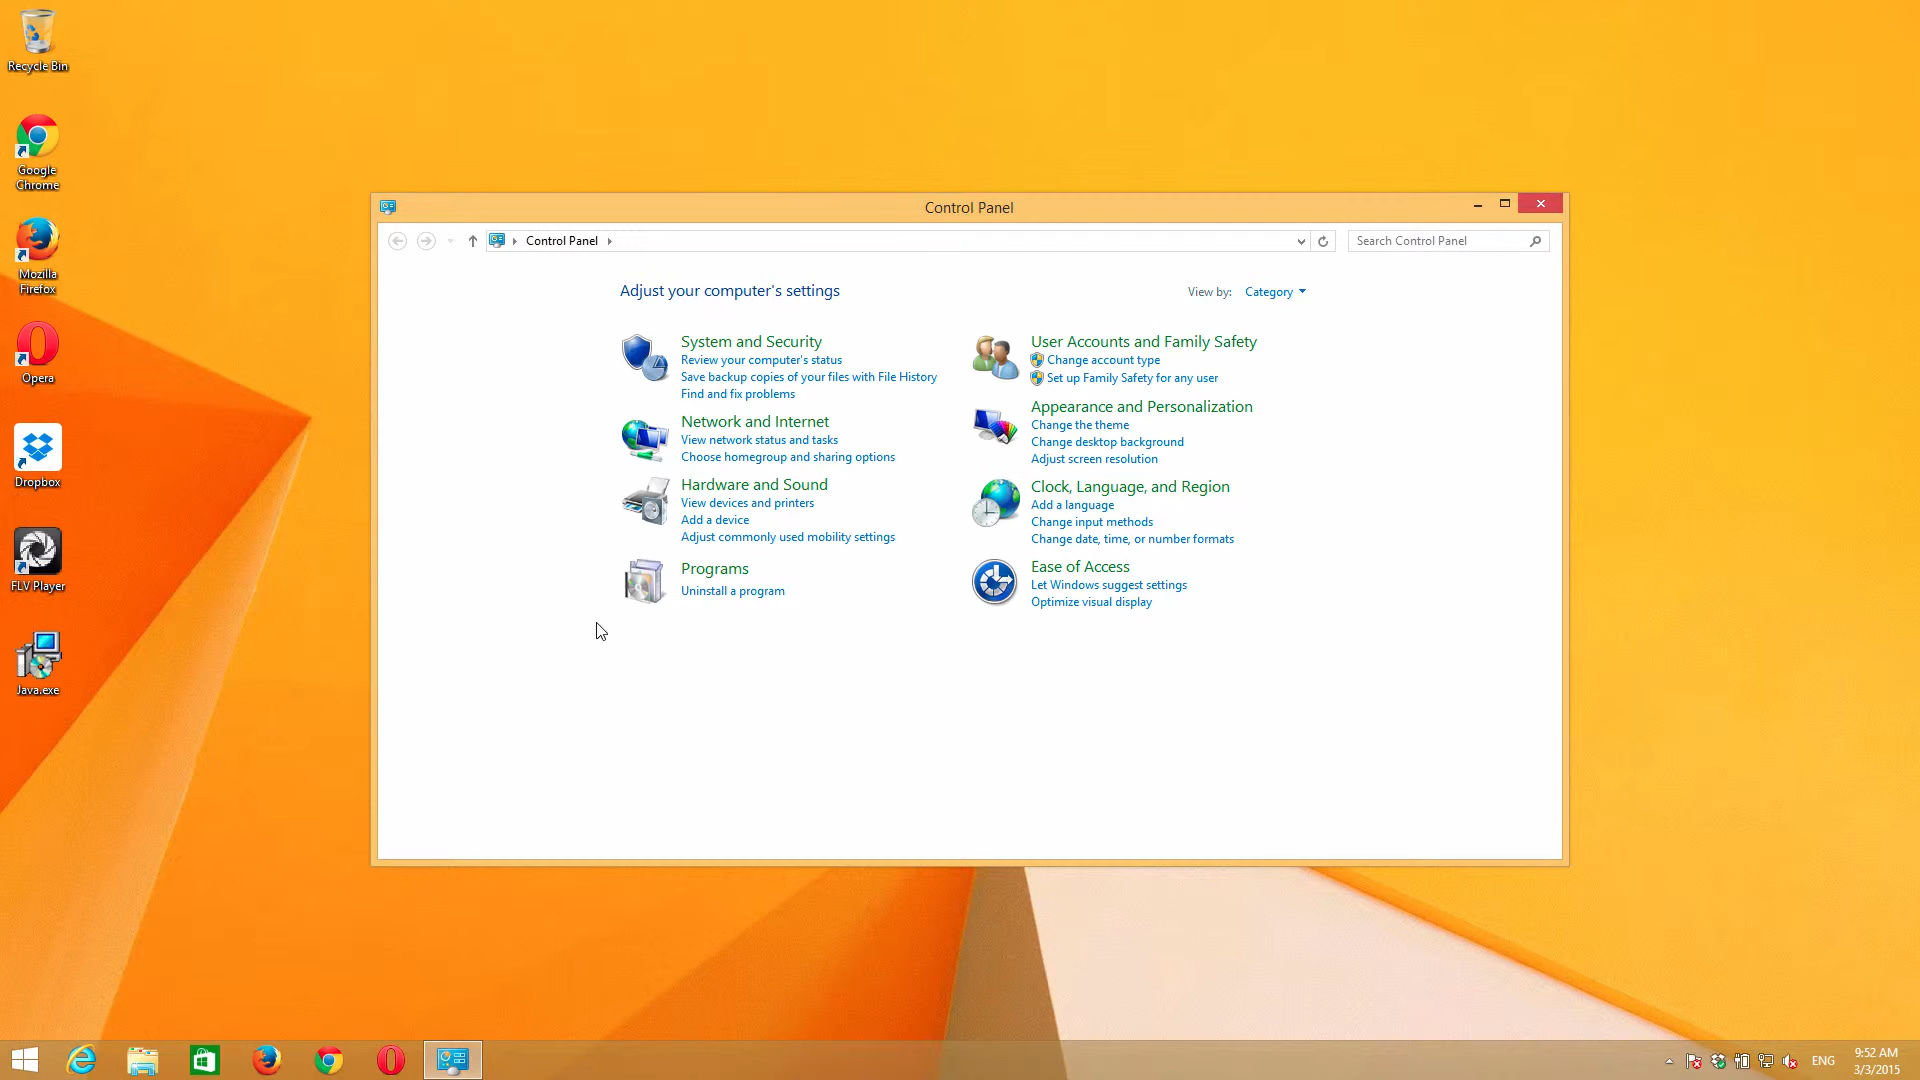 Recycle Bin
Google
Chrome
Mozilla
Firefox
Opera
Dropbox
FLV Player
Java.exe
Control Panel
Control Panel
Search Control Panel
Adjust your computer's settings
View by: Category
System and Security
Review your computer's status
Save backup copies of your files with File History
Find and fix problems
Network and Internet
View network status and tasks
Choose homegroup and sharing options
Hardware and Sound
View devices and printers
Add a device
Adjust commonly used mobility settings
Programs
Uninstall a program
User Accounts and Family Safety
Change account type
Set up Family Safety for any user
Appearance and Personalization
Change the theme
Change desktop background
Adjust screen resolution
Clock, Language, and Region
Add a language
Change input methods
Change date, time, or number formats
Ease of Access
Let Windows suggest settings
Optimize visual display
ENG
9:52 AM
3/3/2015